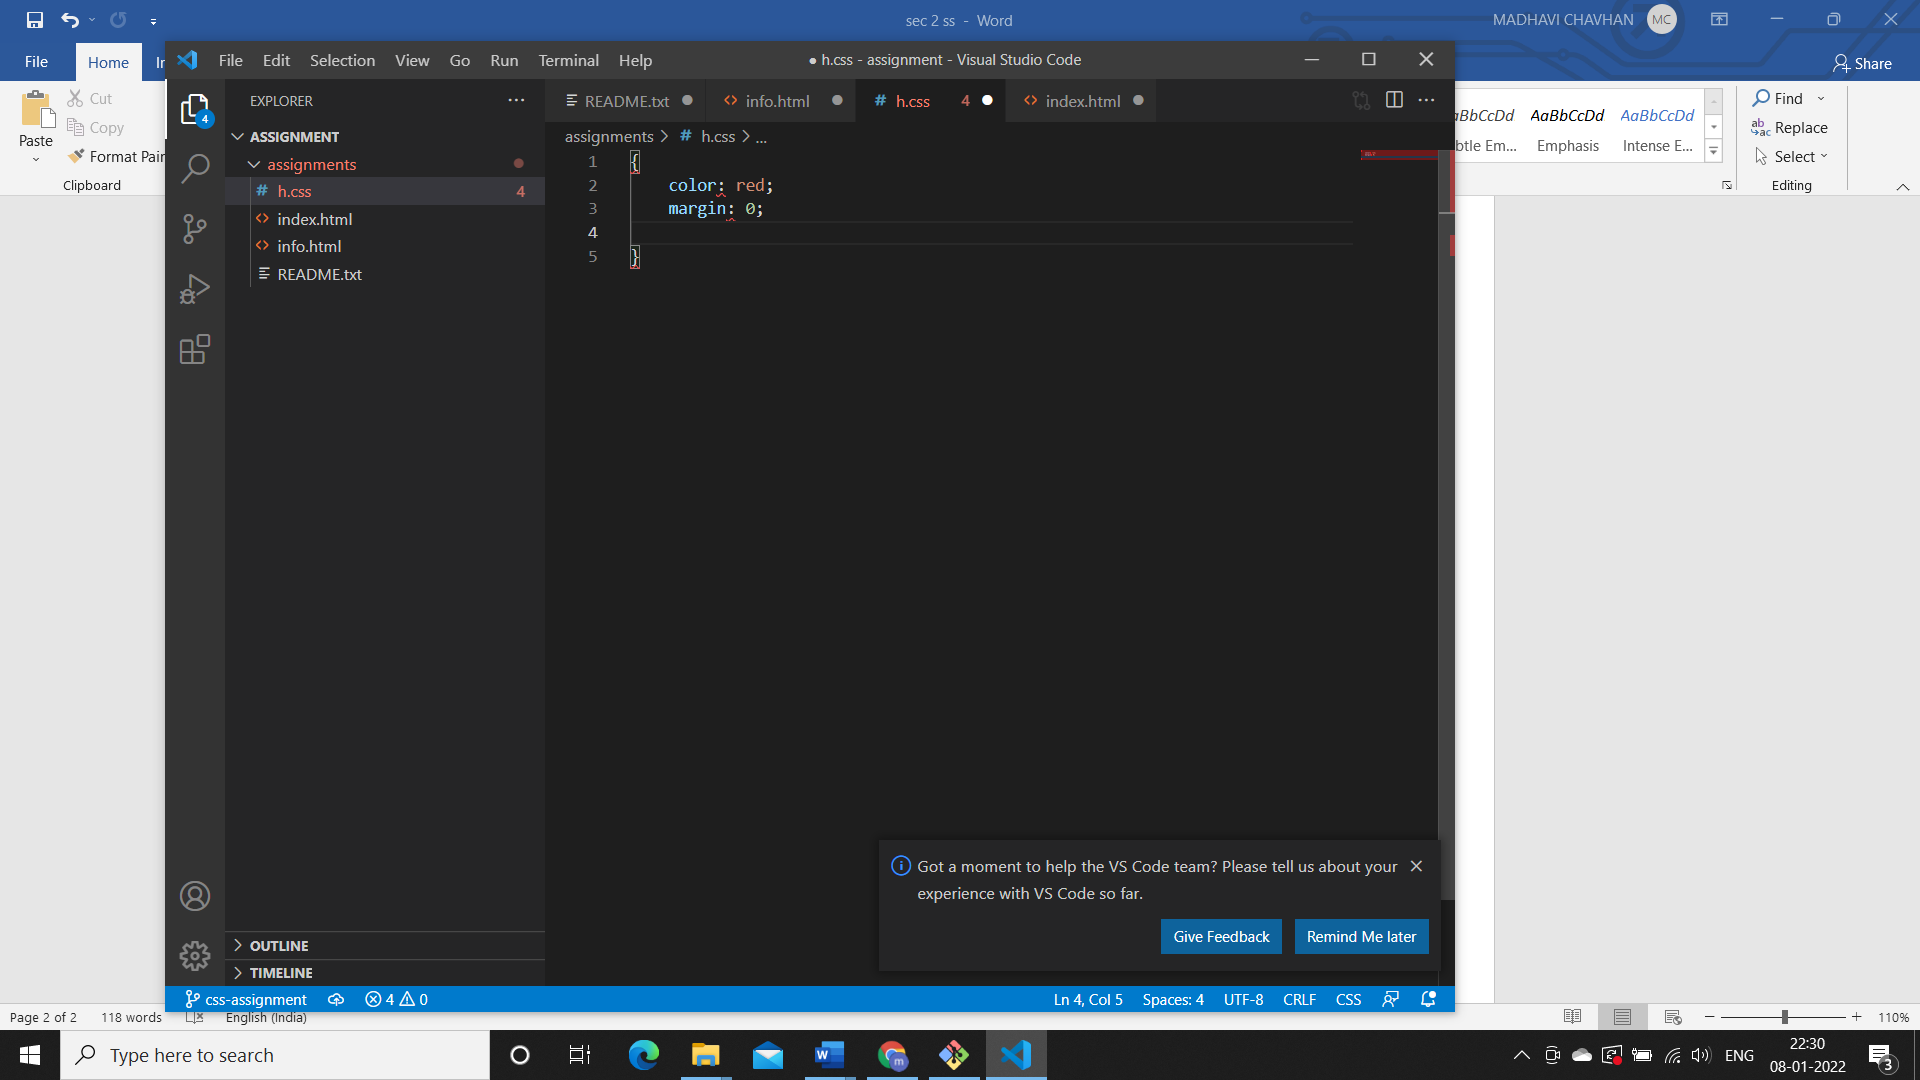 sec 2 ss - Word
MADHAVI CHAVHAN
MC
File
Home
Share
Cut
Copy
Paste
Clipboard
File Edit Selection View Go Run Terminal Help
● h.css - assignment - Visual Studio Code
EXPLORER
ASSIGNMENT
assignments
# h.css 4
index.html
info.html
README.txt
4
README.txt
info.html
# h.css 4
index.html
assignments > # h.css > ...
1 {
2 color: red;
3 margin: 0;
4
5 }
AaBbCcDd AaBbCcDd
Emphasis Intense E...
Find
Replace
Select
Editing
Got a moment to help the VS Code team? Please tell us about your
experience with VS Code so far.
Give Feedback Remind Me later
OUTLINE
TIMELINE
css-assignment
4 0
Ln 4, Col 5 Spaces: 4 UTF-8 CRLF CSS
Page 2 of 2 118 words English (India)
110%
Type here to search
ENG
22:30
08-01-2022
3